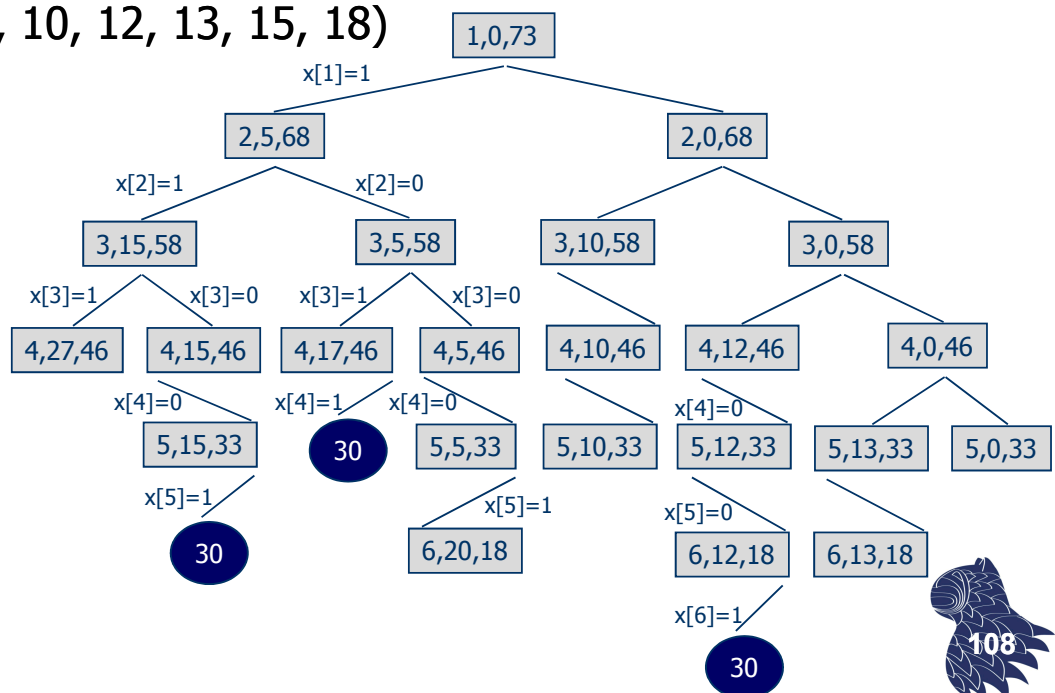 , 10, 12, 13, 15, 18)
1,0,73
x[1]=1
2,5,68 2,0,68
x[2]=1 x[2]=0
3,15,58 3,5,58 3,10,58 3,0,58
x[3]=1 x[3]=0 x[3]=1 x[3]=0
4,27,46 4,15,46 4,17,46 4,5,46 4,10,46 4,12,46 4,0,46
x[4]=0 x[4]=1 x[4]=0 x[4]=0
5,15,33 30 5,5,33 5,10,33 5,12,33 5,13,33 5,0,33
x[5]=1 x[5]=1 x[5]=0
30 6,20,18 6,12,18 6,13,18
x[6]=1
30
108